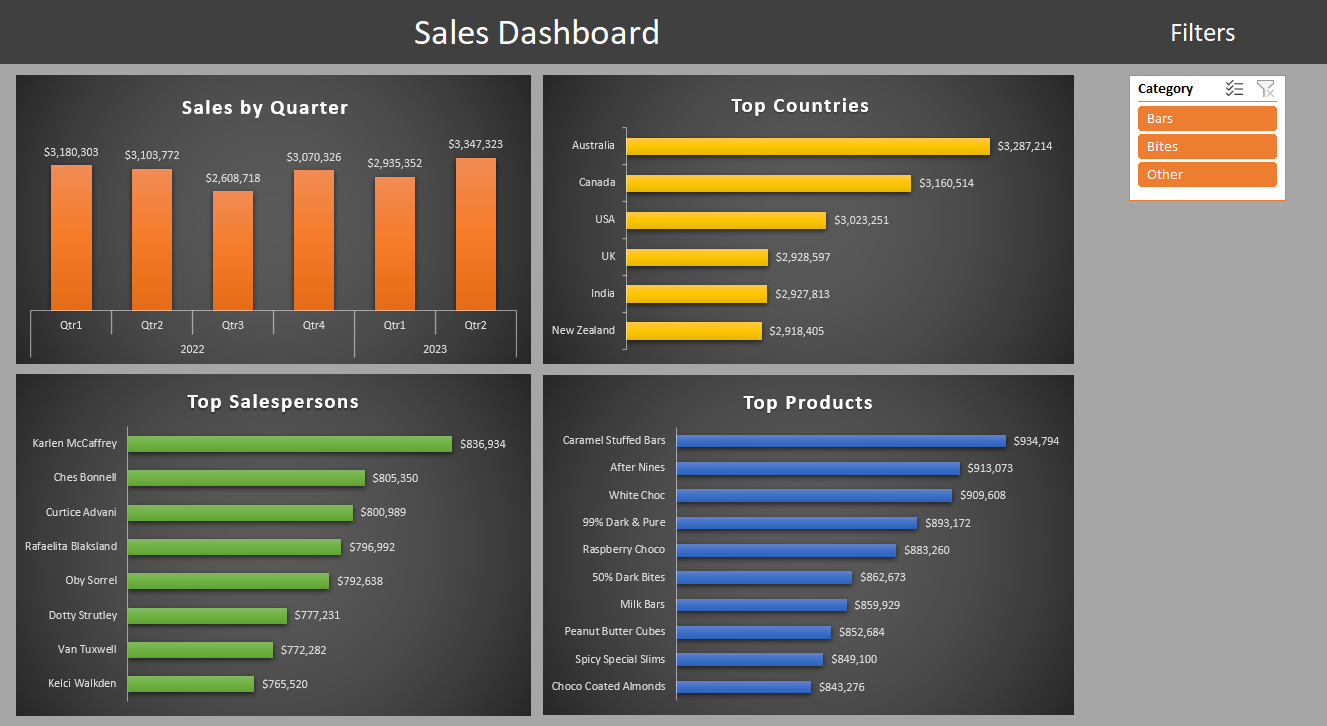 Sales Dashboard
Filters
Sales by Quarter
$3,180,303
$3,103,772
$2,608,718
$3,070,326
$2,935,352
$3,347,323
Qtr1
Qtr2
Qtr3
Qtr4
Qtr1
Qtr2
2022
2023
Top Countries
Australia $3,287,214
Canada $3,160,514
USA $3,023,251
UK $2,928,597
India $2,927,813
New Zealand $2,918,405
Category
Bars
Bites
Other
Top Salespersons
Karlen McCaffrey $836,934
Ches Bonnell $805,350
Curtice Advani $800,989
Rafaelita Blaksland $796,992
Oby Sorrel $792,638
Dotty Strutley $777,231
Van Tuxwell $772,282
Kelci Walkden $765,520
Top Products
Caramel Stuffed Bars $934,794
After Nines $913,073
White Choc $909,608
99% Dark & Pure $893,172
Raspberry Choco $883,260
50% Dark Bites $862,673
Milk Bars $859,929
Peanut Butter Cubes $852,684
Spicy Special Slims $849,100
Choco Coated Almonds $843,276